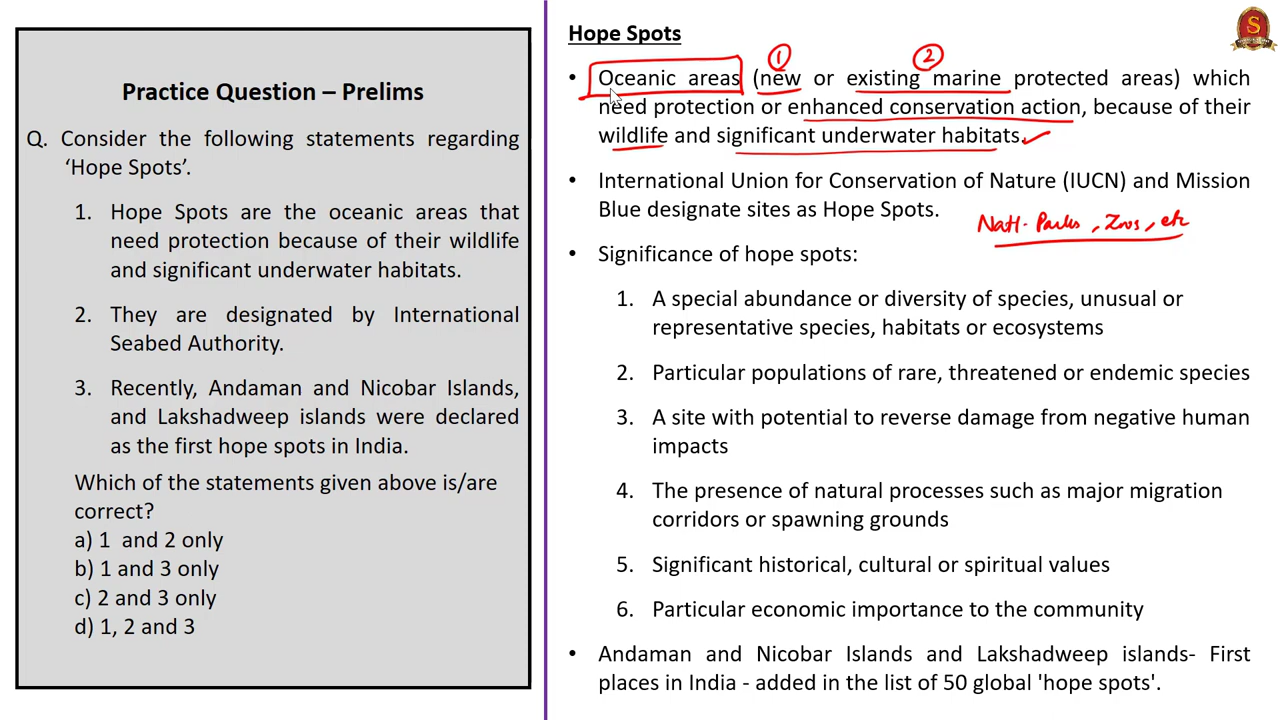 Practice Question – Prelims
Q. Consider the following statements regarding
‘Hope Spots’.
1. Hope Spots are the oceanic areas that
need protection because of their wildlife
and significant underwater habitats.
2. They are designated by International
Seabed Authority.
3. Recently, Andaman and Nicobar Islands,
and Lakshadweep islands were declared
as the first hope spots in India.
Which of the statements given above is/are
correct?
a) 1 and 2 only
b) 1 and 3 only
c) 2 and 3 only
d) 1, 2 and 3
Hope Spots
1 2
• Oceanic areas (new or existing marine protected areas) which
need protection or enhanced conservation action, because of their
wildlife and significant underwater habitats.
• International Union for Conservation of Nature (IUCN) and Mission
Blue designate sites as Hope Spots.
Natl. Parks, Zoos, etc
• Significance of hope spots:
1. A special abundance or diversity of species, unusual or
representative species, habitats or ecosystems
2. Particular populations of rare, threatened or endemic species
3. A site with potential to reverse damage from negative human
impacts
4. The presence of natural processes such as major migration
corridors or spawning grounds
5. Significant historical, cultural or spiritual values
6. Particular economic importance to the community
• Andaman and Nicobar Islands and Lakshadweep islands- First
places in India - added in the list of 50 global 'hope spots'.
S